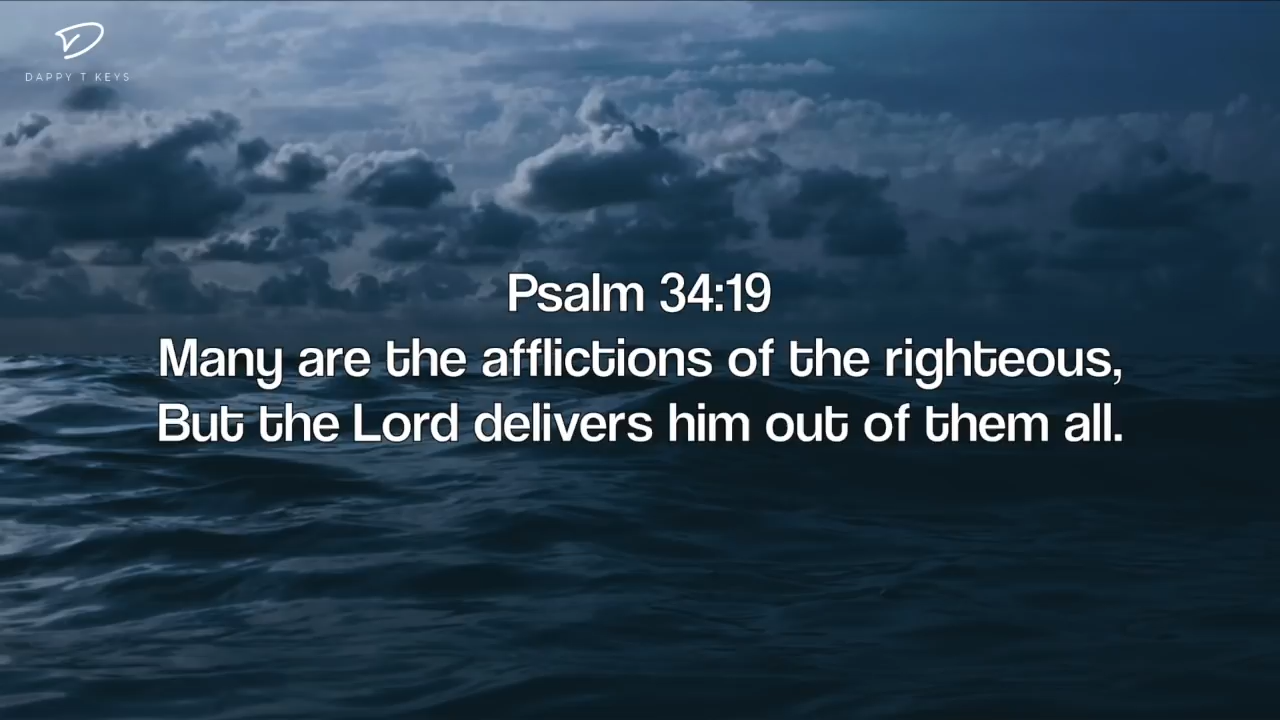 DAPPY T KEYS
Psalm 34:19
Many are the afflictions of the righteous,
But the Lord delivers him out of them all.